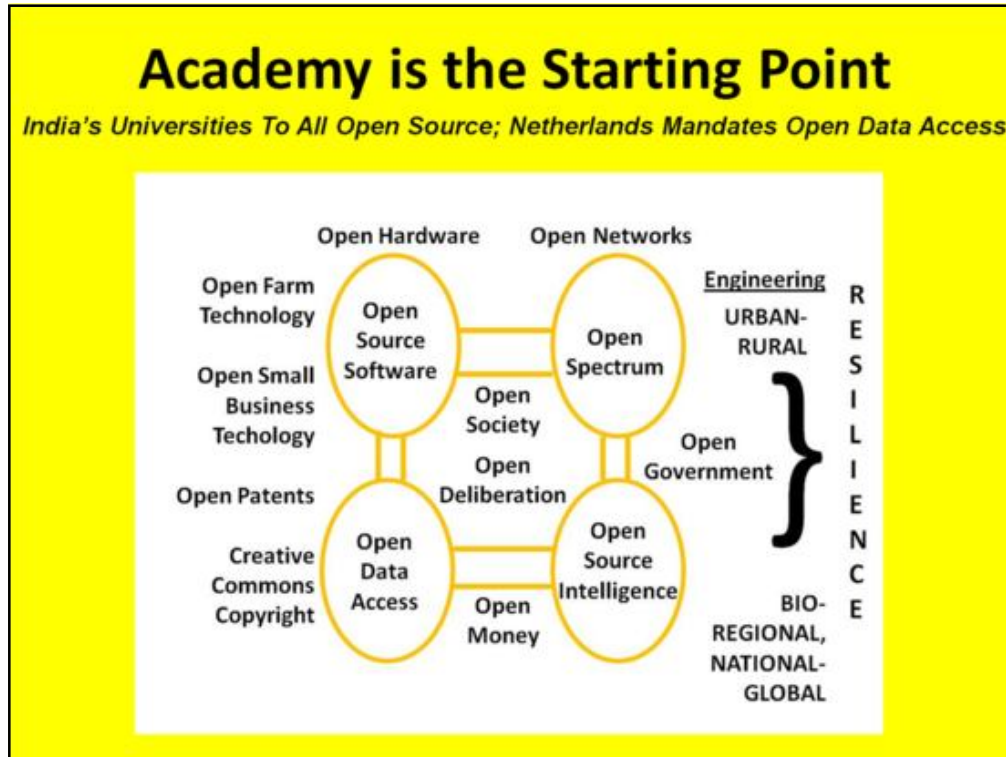 Academy is the Starting Point
India's Universities To All Open Source; Netherlands Mandates Open Data Access
Open Hardware
Open Networks
Open Farm
Technology
Open Small
Business
Techology
Open Patents
Creative
Commons
Copyright
Open
Source
Software
Open
Spectrum
Open
Society
Open
Deliberation
Open
Government
Open
Data
Access
Open
Source
Intelligence
Open
Money
Engineering
URBAN-
RURAL
}
BIO-
REGIONAL,
NATIONAL-
GLOBAL
RESILIENCE